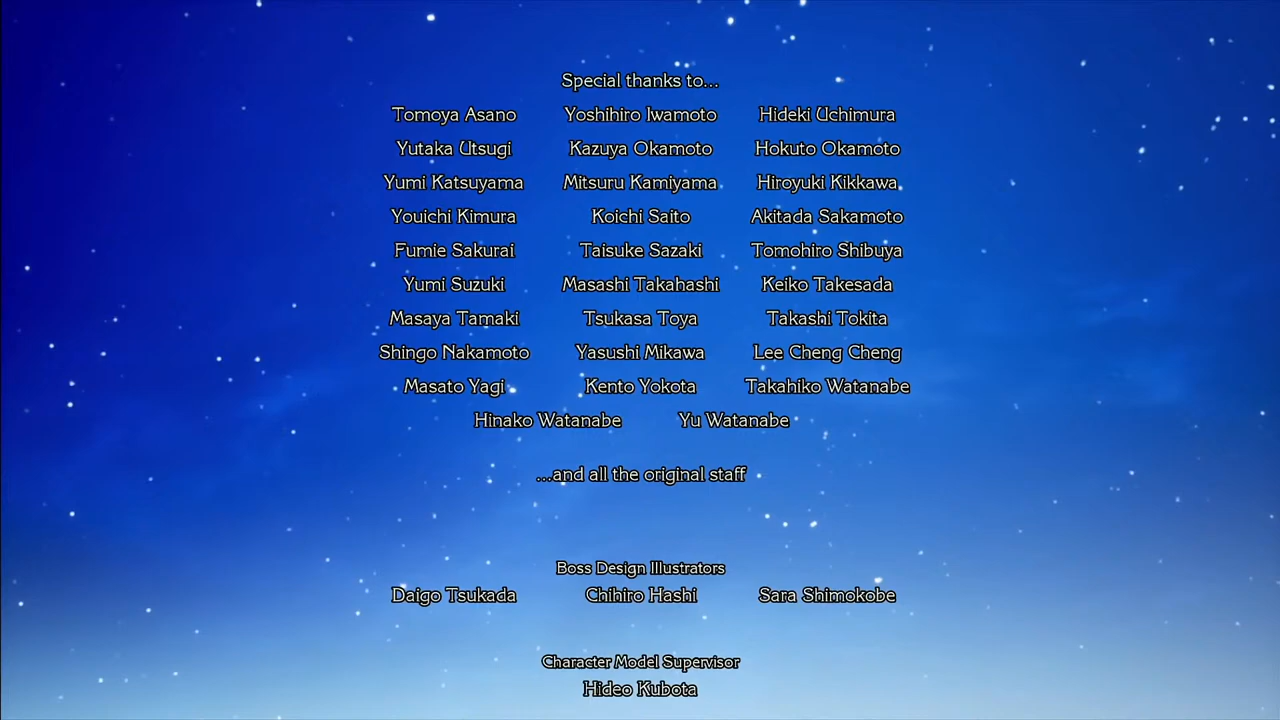 Special thanks to...
Tomoya Asano Yoshihiro Iwamoto Hideki Uchimura
Yutaka Utsugi Kazuya Okamoto Hokuto Okamoto
Yumi Katsuyama Mitsuru Kamiyama Hiroyuki Kikkawa
Youichi Kimura Koichi Saito Akitada Sakamoto
Fumie Sakurai Taisuke Sazaki Tomohiro Shibuya
Yumi Suzuki Masashi Takahashi Keiko Takesada
Masaya Tamaki Tsukasa Toya Takashi Tokita
Shingo Nakamoto Yasushi Mikawa Lee Cheng Cheng
Masato Yagi Kento Yokota Takahiko Watanabe
Hinako Watanabe Yu Watanabe
...and all the original staff
Boss Design Illustrators
Daigo Tsukada Chihiro Hashi Sara Shimokobe
Character Model Supervisor
Hideo Kubota